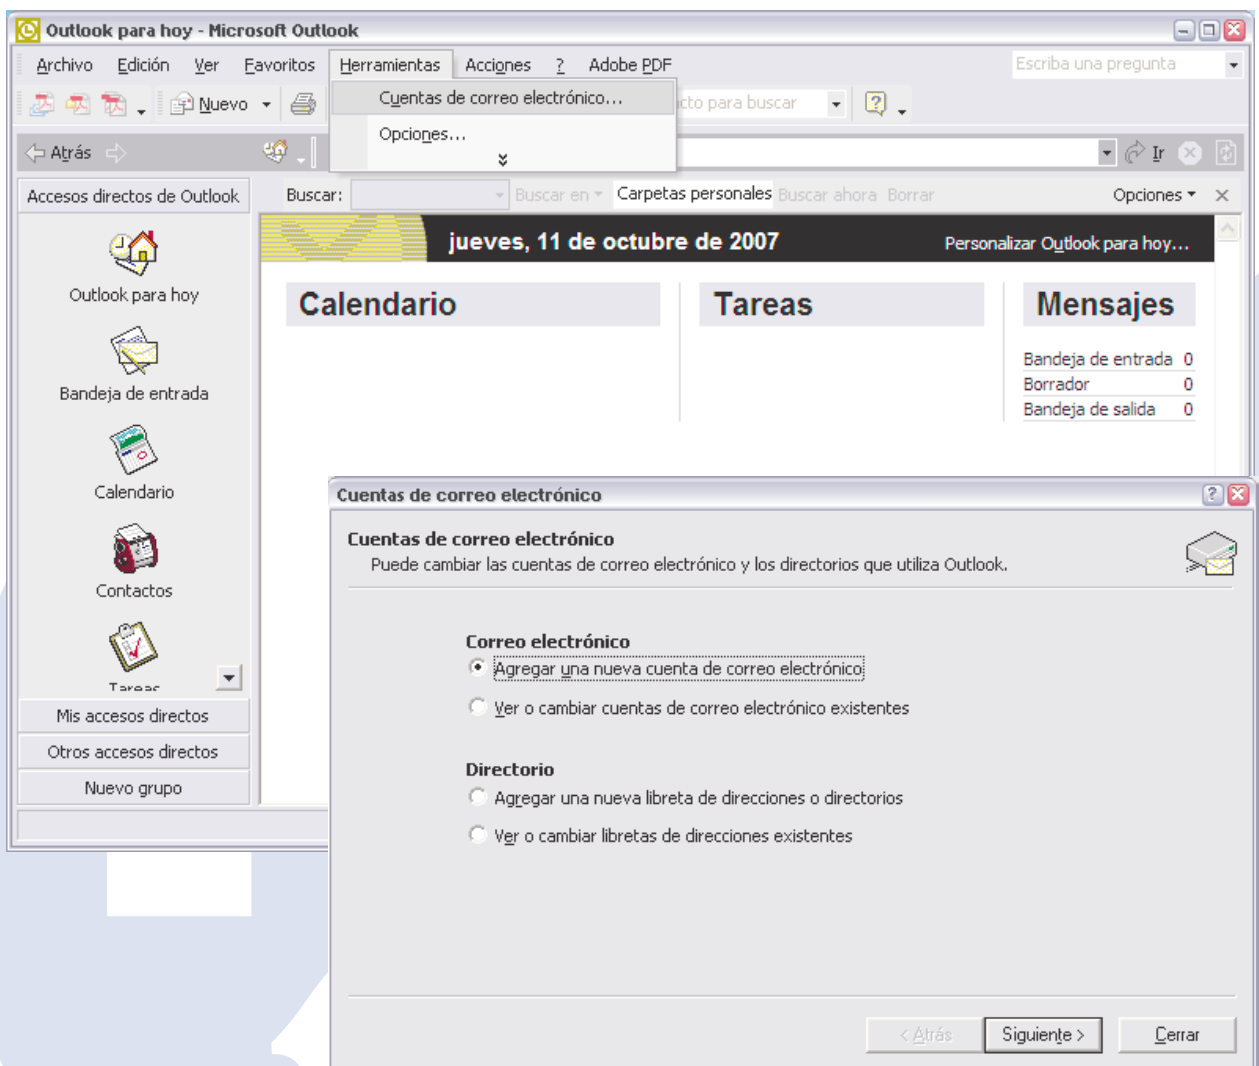 Outlook para hoy - Microsoft Outlook
Archivo Edición Ver Favoritos Herramientas Acciones ? Adobe PDF Escriba una pregunta
Nuevo cto para buscar
Cuentas de correo electrónico...
Opciones...
Atrás Ir
Accesos directos de Outlook
Buscar: Buscar en Carpetas personales Buscar ahora Borrar Opciones
jueves, 11 de octubre de 2007 Personalizar Outlook para hoy...
Calendario Tareas Mensajes
Bandeja de entrada 0
Borrador 0
Bandeja de salida 0
Outlook para hoy
Bandeja de entrada
Calendario
Contactos
Tareas
Mis accesos directos
Otros accesos directos
Nuevo grupo
Cuentas de correo electrónico
Cuentas de correo electrónico
Puede cambiar las cuentas de correo electrónico y los directorios que utiliza Outlook.
Correo electrónico
Agregar una nueva cuenta de correo electrónico
Ver o cambiar cuentas de correo electrónico existentes
Directorio
Agregar una nueva libreta de direcciones o directorios
Ver o cambiar libretas de direcciones existentes
< Atrás Siguiente > Cerrar